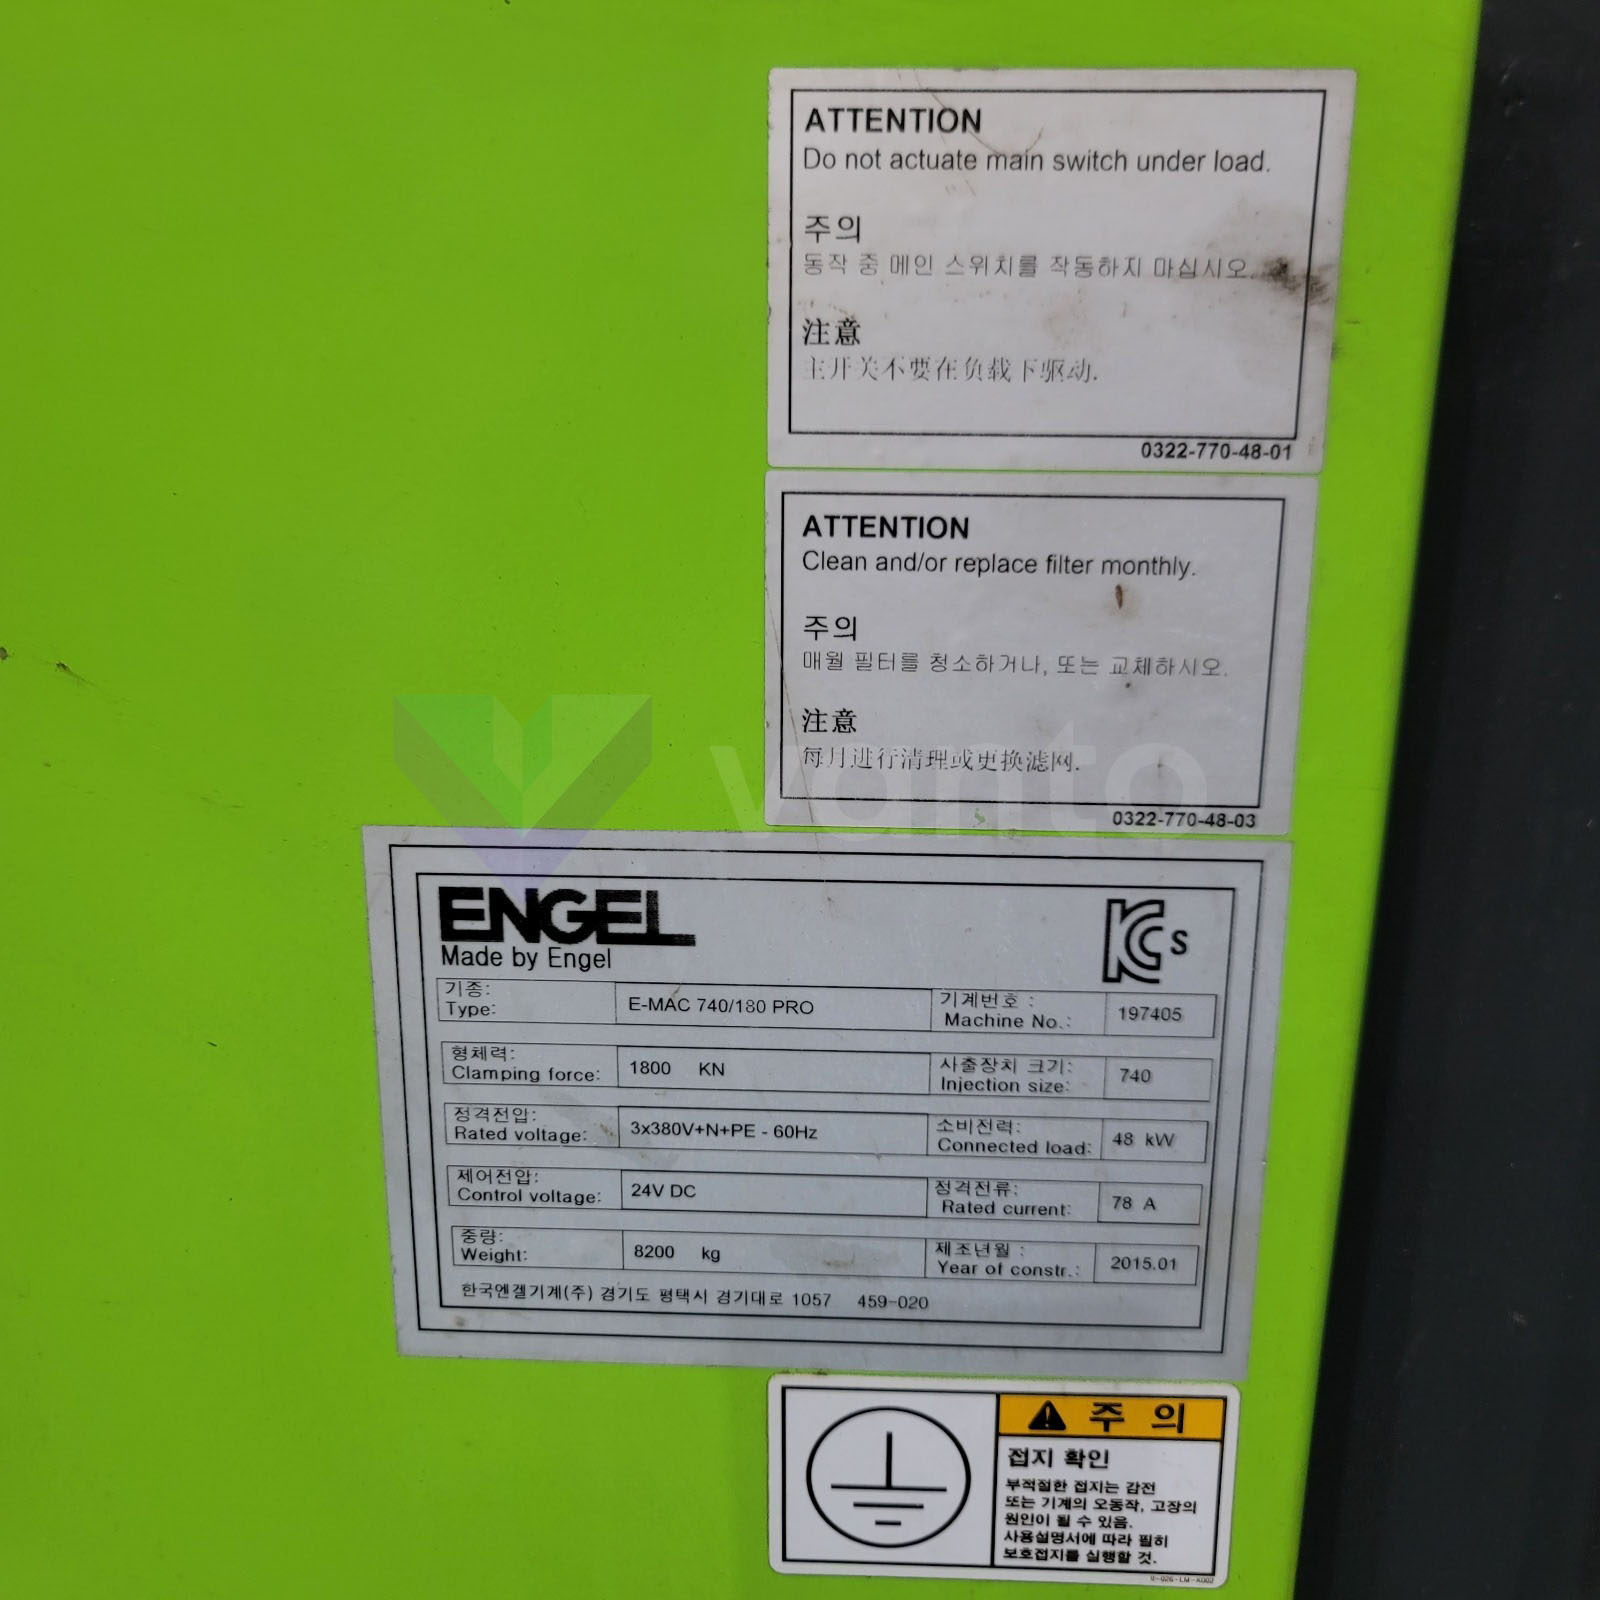 ATTENTION
Do not actuate main switch under load.
주의
동작 중 메인 스위치를 작동하지 마십시오.
注意
主开关不要在负载下驱动.
0322-770-48-01
ATTENTION
Clean and/or replace filter monthly.
주의
매월 필터를 청소하거나, 또는 교체하시오.
注意
每月进行清理或更换滤网.
0322-770-48-03
vainto
ENGEL
Made by Engel
KCs
기종:
Type:
E-MAC 740/180 PRO
기계번호 :
Machine No.:
197405
형체력:
Clamping force:
1800 KN
사출장치 크기:
Injection size:
740
정격전압:
Rated voltage:
3x380V+N+PE - 60Hz
소비전력:
Connected load:
48 kW
제어전압:
Control voltage:
24V DC
정격전류:
Rated current:
78 A
중량:
Weight:
8200 kg
제조년월 :
Year of constr.:
2015.01
한국엔겔기계(주) 경기도 평택시 경기대로 1057 459-020
주 의
접지 확인
부적절한 접지는 감전
또는 기계의 오동작, 고장의
원인이 될 수 있음.
사용설명서에 따라 필히
보호접지를 실행할 것.